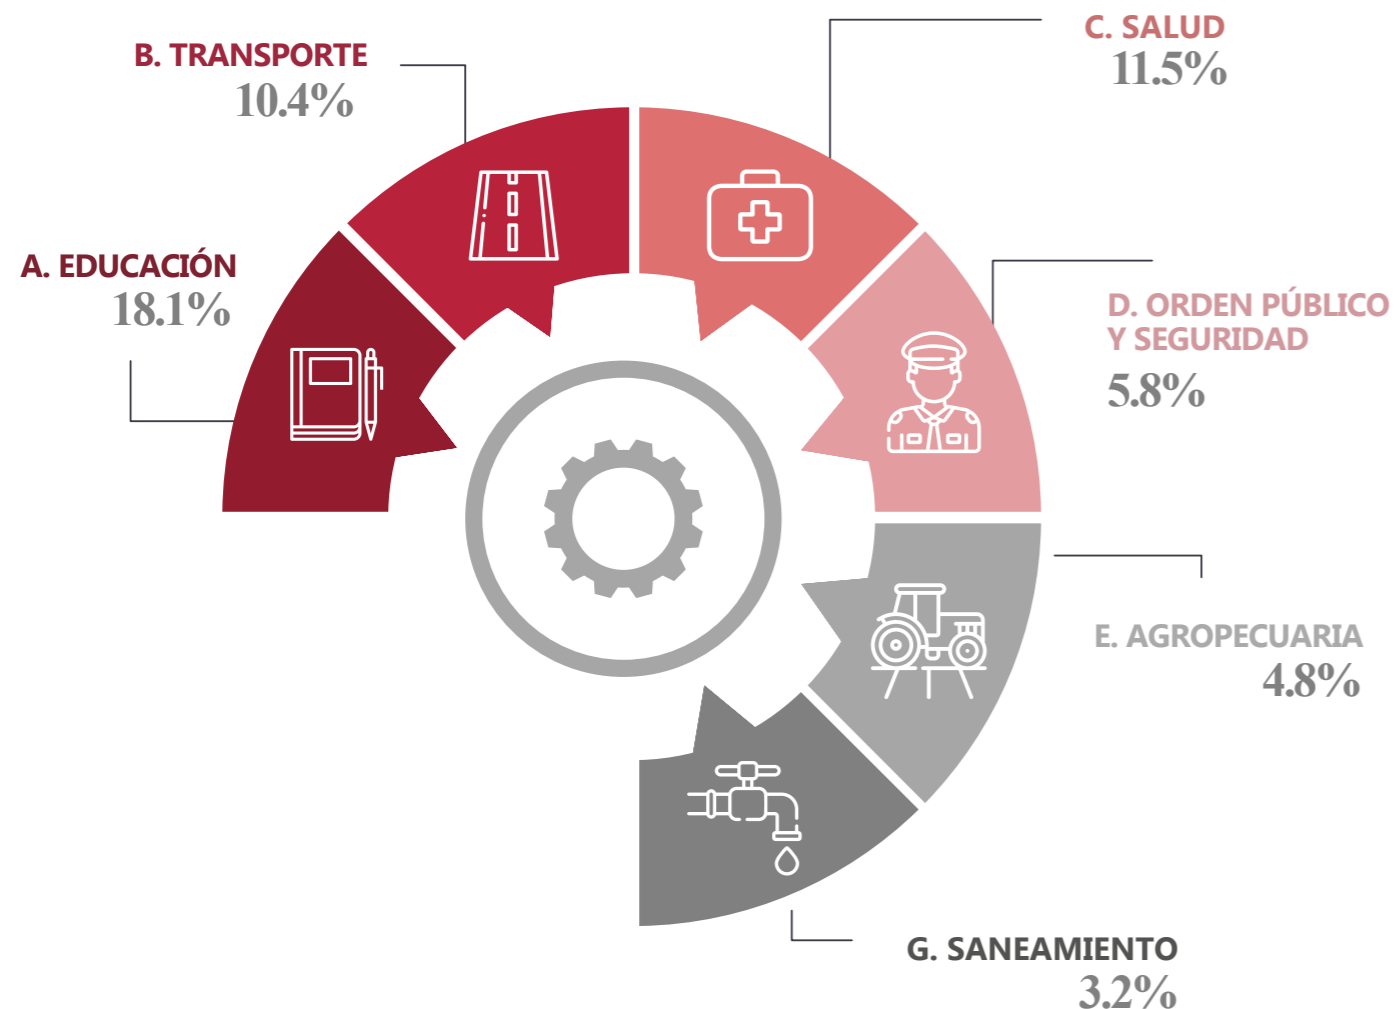 A. EDUCACIÓN
18.1%
B. TRANSPORTE
10.4%
C. SALUD
11.5%
D. ORDEN PÚBLICO
Y SEGURIDAD
5.8%
E. AGROPECUARIA
4.8%
G. SANEAMIENTO
3.2%